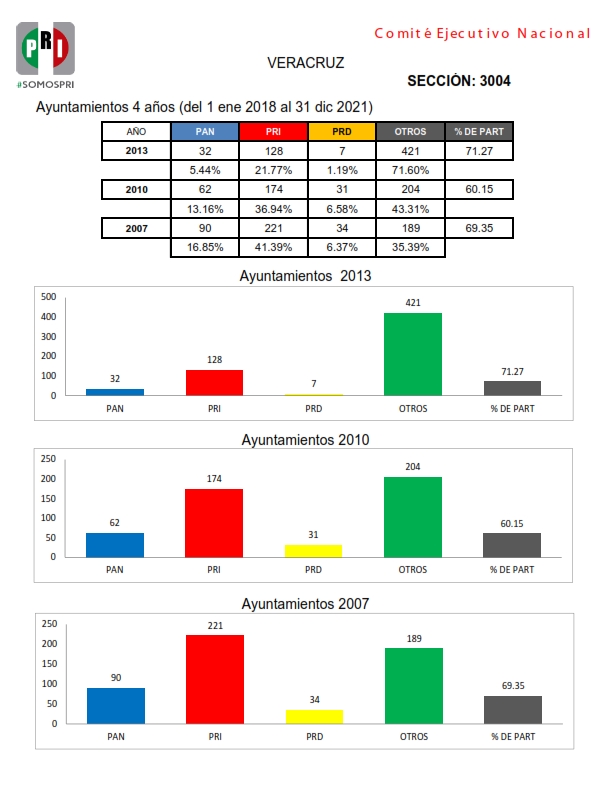 Comité Ejecutivo Nacional
PRI
#SOMOSPRI
VERACRUZ
SECCIÓN: 3004
Ayuntamientos 4 años (del 1 ene 2018 al 31 dic 2021)
AÑO PAN PRI PRD OTROS % DE PART
2013 32 128 7 421 71.27
5.44% 21.77% 1.19% 71.60%
2010 62 174 31 204 60.15
13.16% 36.94% 6.58% 43.31%
2007 90 221 34 189 69.35
16.85% 41.39% 6.37% 35.39%
Ayuntamientos 2013
500
400
300
200
100
0
32 128 7 421 71.27
PAN PRI PRD OTROS % DE PART
Ayuntamientos 2010
250
200
150
100
50
0
62 174 31 204 60.15
PAN PRI PRD OTROS % DE PART
Ayuntamientos 2007
250
200
150
100
50
0
90 221 34 189 69.35
PAN PRI PRD OTROS % DE PART